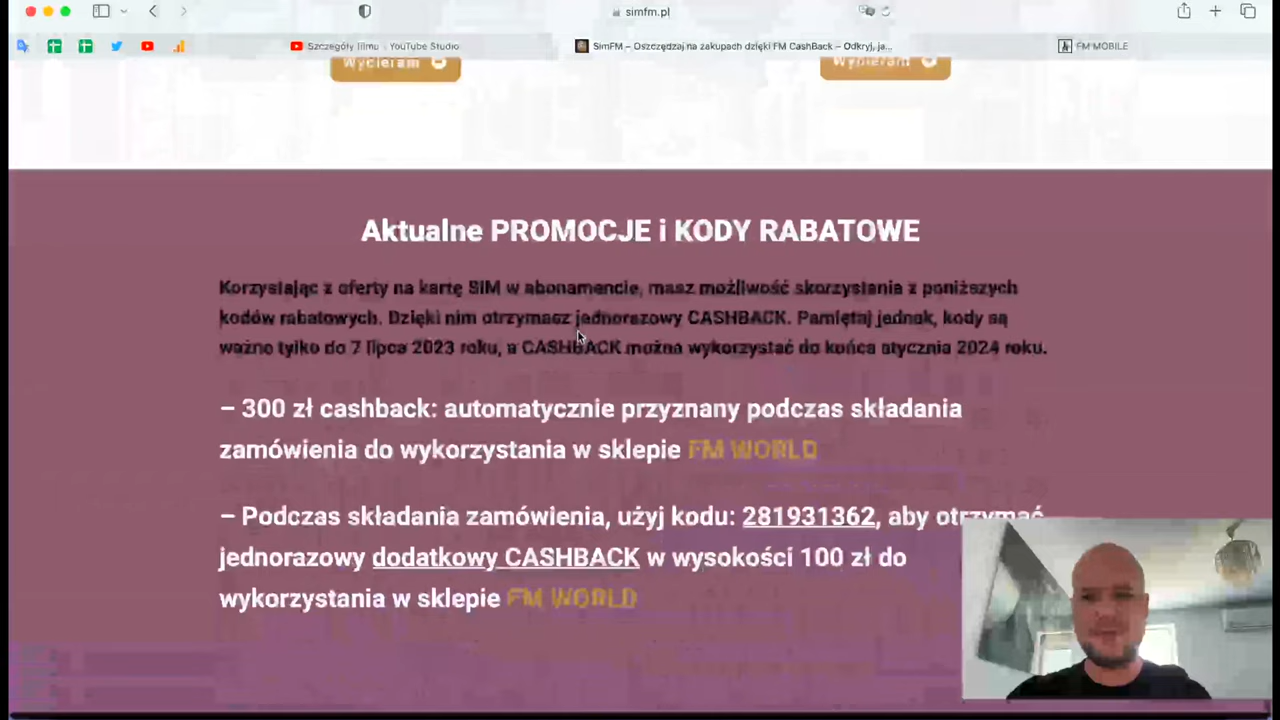 simfm.pl
Szczegóły filmu - YouTube Studio
SimFM – Oszczędzaj na zakupach dzięki FM CashBack – Odkryj, ja...
FM MOBILE
Wybieram
Wybieram
Aktualne PROMOCJE i KODY RABATOWE
Korzystając z oferty na kartę SIM w abonamencie, masz możliwość skorzystania z poniższych
kodów rabatowych. Dzięki nim otrzymasz jednorazowy CASHBACK. Pamiętaj jednak, kody są
ważne tylko do 7 lipca 2023 roku, a CASHBACK można wykorzystać do końca stycznia 2024 roku.
– 300 zł cashback: automatycznie przyznany podczas składania
zamówienia do wykorzystania w sklepie FM WORLD
– Podczas składania zamówienia, użyj kodu: 281931362, aby otrzymać
jednorazowy dodatkowy CASHBACK w wysokości 100 zł do
wykorzystania w sklepie FM WORLD